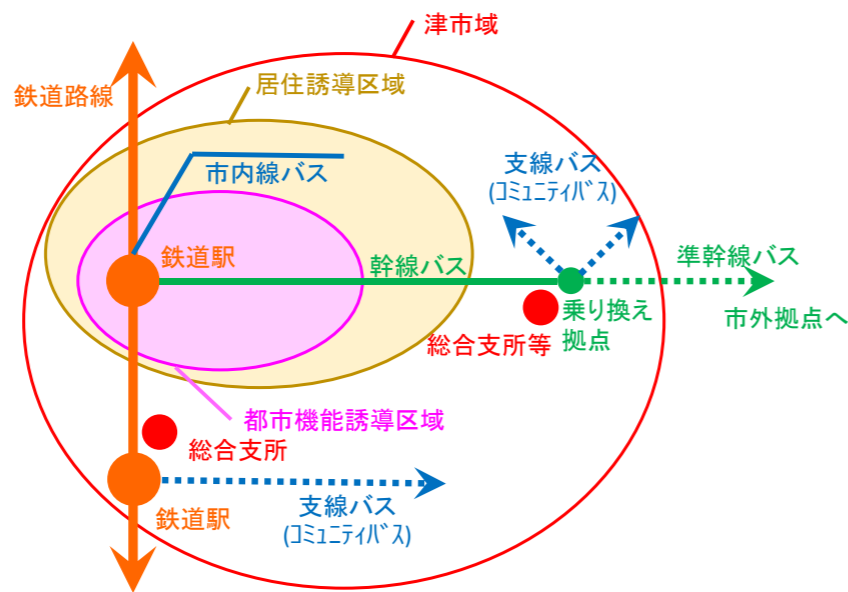 津市域
居住誘導区域
鉄道路線
支線バス
(ｺﾐｭﾆﾃｨﾊﾞｽ)
市内線バス
鉄道駅
幹線バス
準幹線バス
乗り換え
拠点
市外拠点へ
総合支所等
都市機能誘導区域
総合支所
支線バス
(ｺﾐｭﾆﾃｨﾊﾞｽ)
鉄道駅